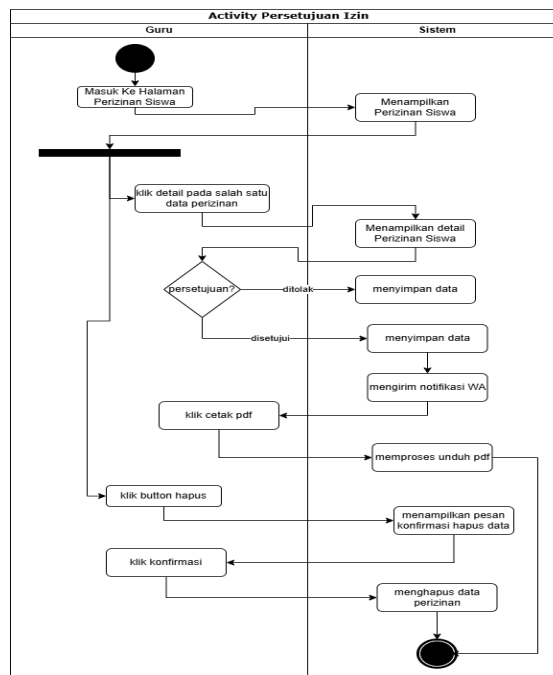 Activity Persetujuan Izin
Guru
Sistem
Masuk Ke Halaman
Perizinan Siswa
Menampilkan
Perizinan Siswa
klik detail pada salah satu
data perizinan
Menampilkan detail
Perizinan Siswa
persetujuan?
ditolak
menyimpan data
disetujui
menyimpan data
mengirim notifikasi WA
klik cetak pdf
memproses unduh pdf
klik button hapus
menampilkan pesan
konfirmasi hapus data
klik konfirmasi
menghapus data
perizinan